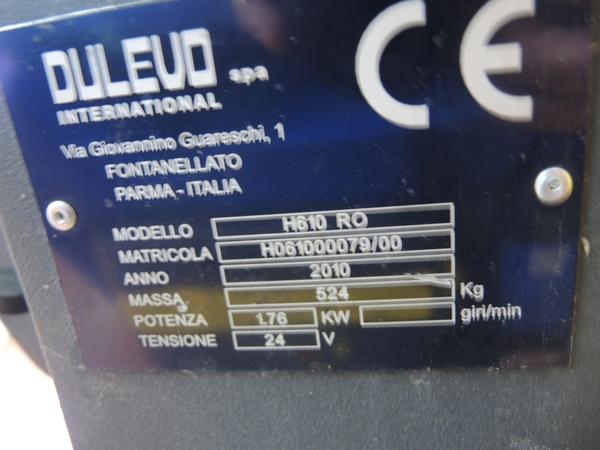 DULEVO spa
INTERNATIONAL
CE
Via Giovannino Guareschi, 1
FONTANELLATO
PARMA - ITALIA
MODELLO H610 RO
MATRICOLA H061000079/00
ANNO 2010
MASSA 524 Kg
POTENZA 1.76 KW giri/min
TENSIONE 24 V